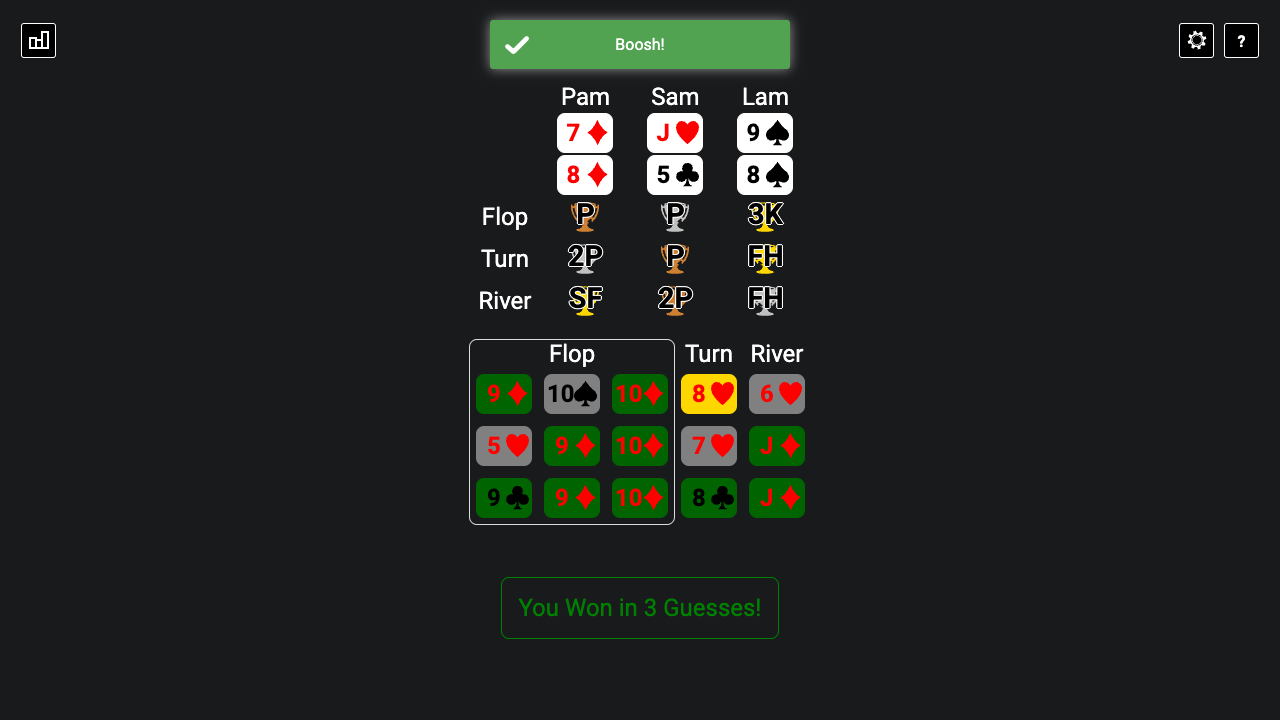 Boosh!
?
Pam Sam Lam
7 J 9
8 5 8
Flop P P 3K
Turn 2P P FH
River SF 2P FH
Flop Turn River
9 10 10 8 6
5 9 10 7 J
9 9 10 8 J
You Won in 3 Guesses!